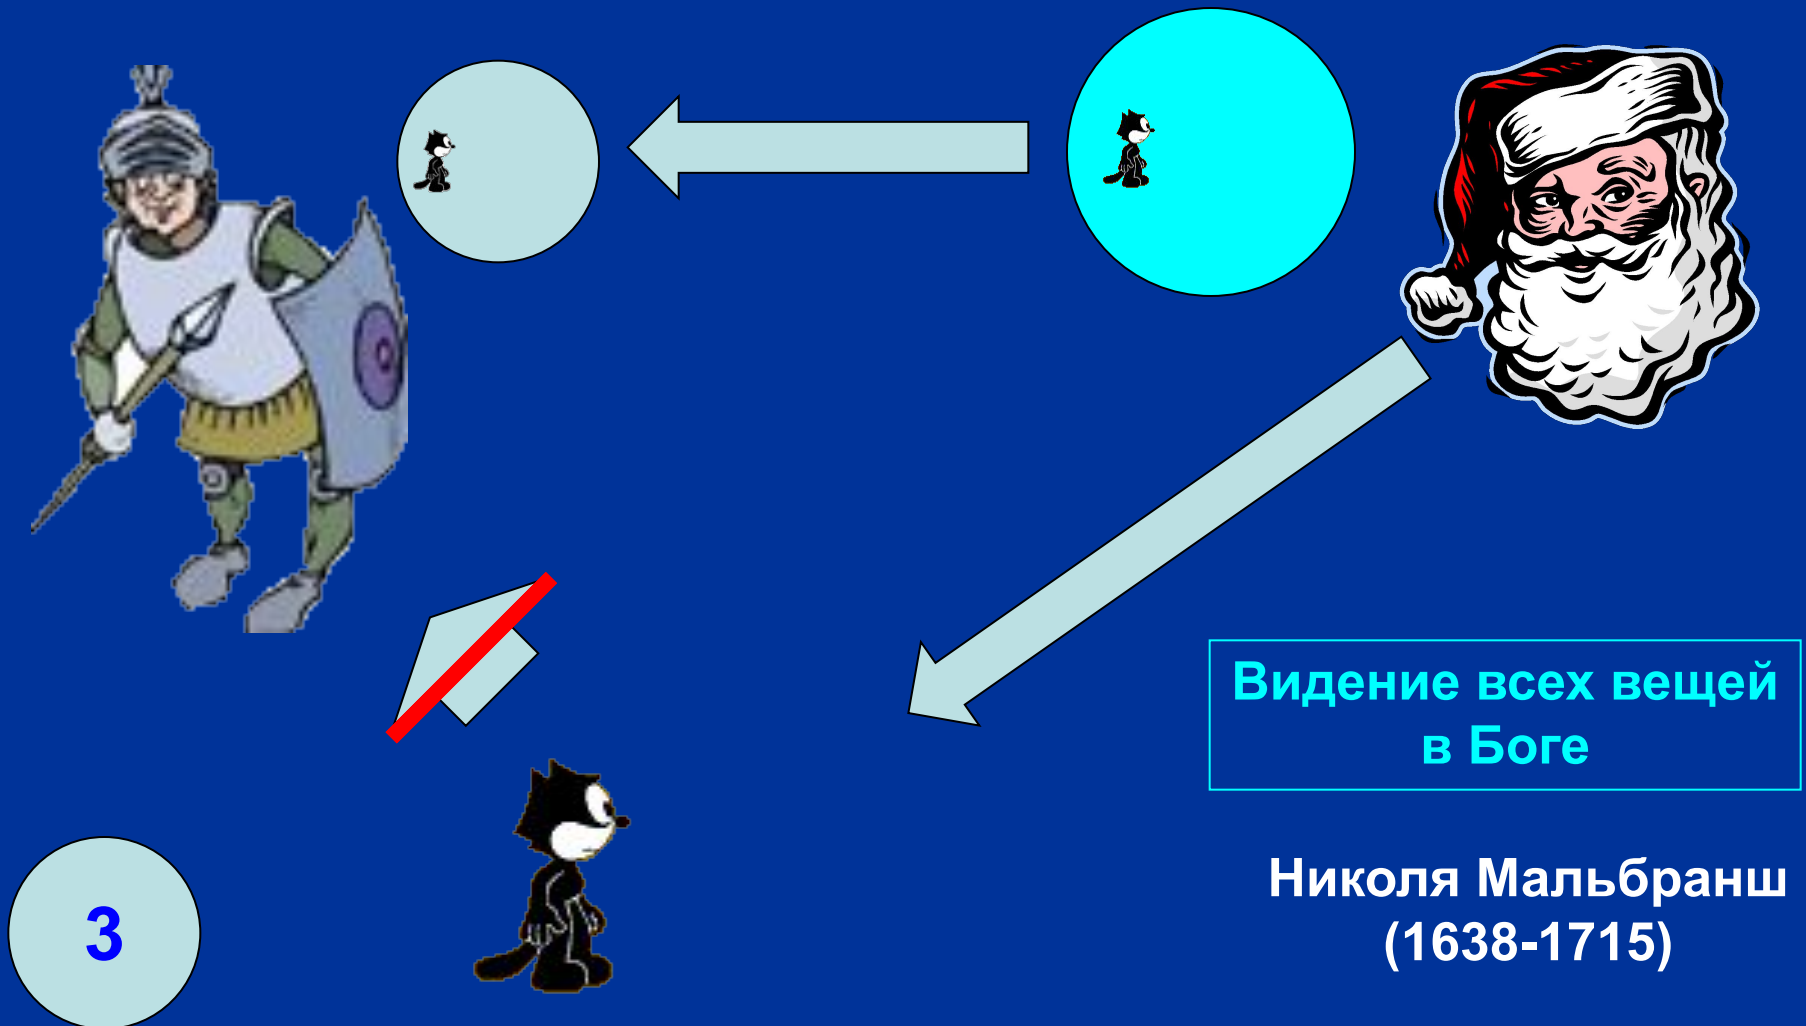 Видение всех вещей
в Боге
Николя Мальбранш
(1638-1715)
3